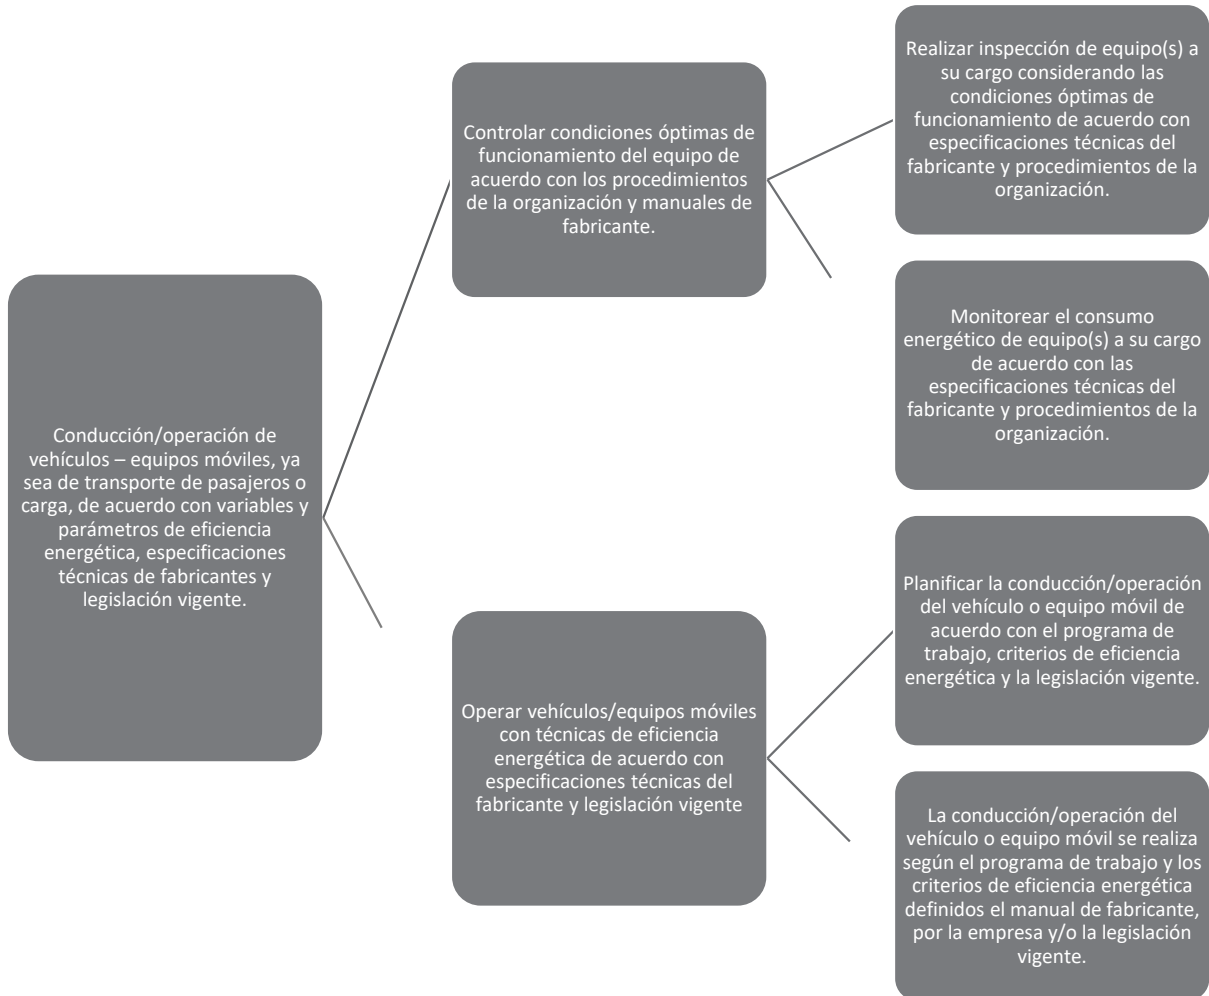 Conducción/operación de
vehículos – equipos móviles, ya
sea de transporte de pasajeros o
carga, de acuerdo con variables y
parámetros de eficiencia
energética, especificaciones
técnicas de fabricantes y
legislación vigente.
Controlar condiciones óptimas de
funcionamiento del equipo de
acuerdo con los procedimientos
de la organización y manuales de
fabricante.
Realizar inspección de equipo(s) a
su cargo considerando las
condiciones óptimas de
funcionamiento de acuerdo con
especificaciones técnicas del
fabricante y procedimientos de la
organización.
Monitorear el consumo
energético de equipo(s) a su cargo
de acuerdo con las
especificaciones técnicas del
fabricante y procedimientos de la
organización.
Operar vehículos/equipos móviles
con técnicas de eficiencia
energética de acuerdo con
especificaciones técnicas del
fabricante y legislación vigente
Planificar la conducción/operación
del vehículo o equipo móvil de
acuerdo con el programa de
trabajo, criterios de eficiencia
energética y la legislación vigente.
La conducción/operación del
vehículo o equipo móvil se realiza
según el programa de trabajo y los
criterios de eficiencia energética
definidos el manual de fabricante,
por la empresa y/o la legislación
vigente.